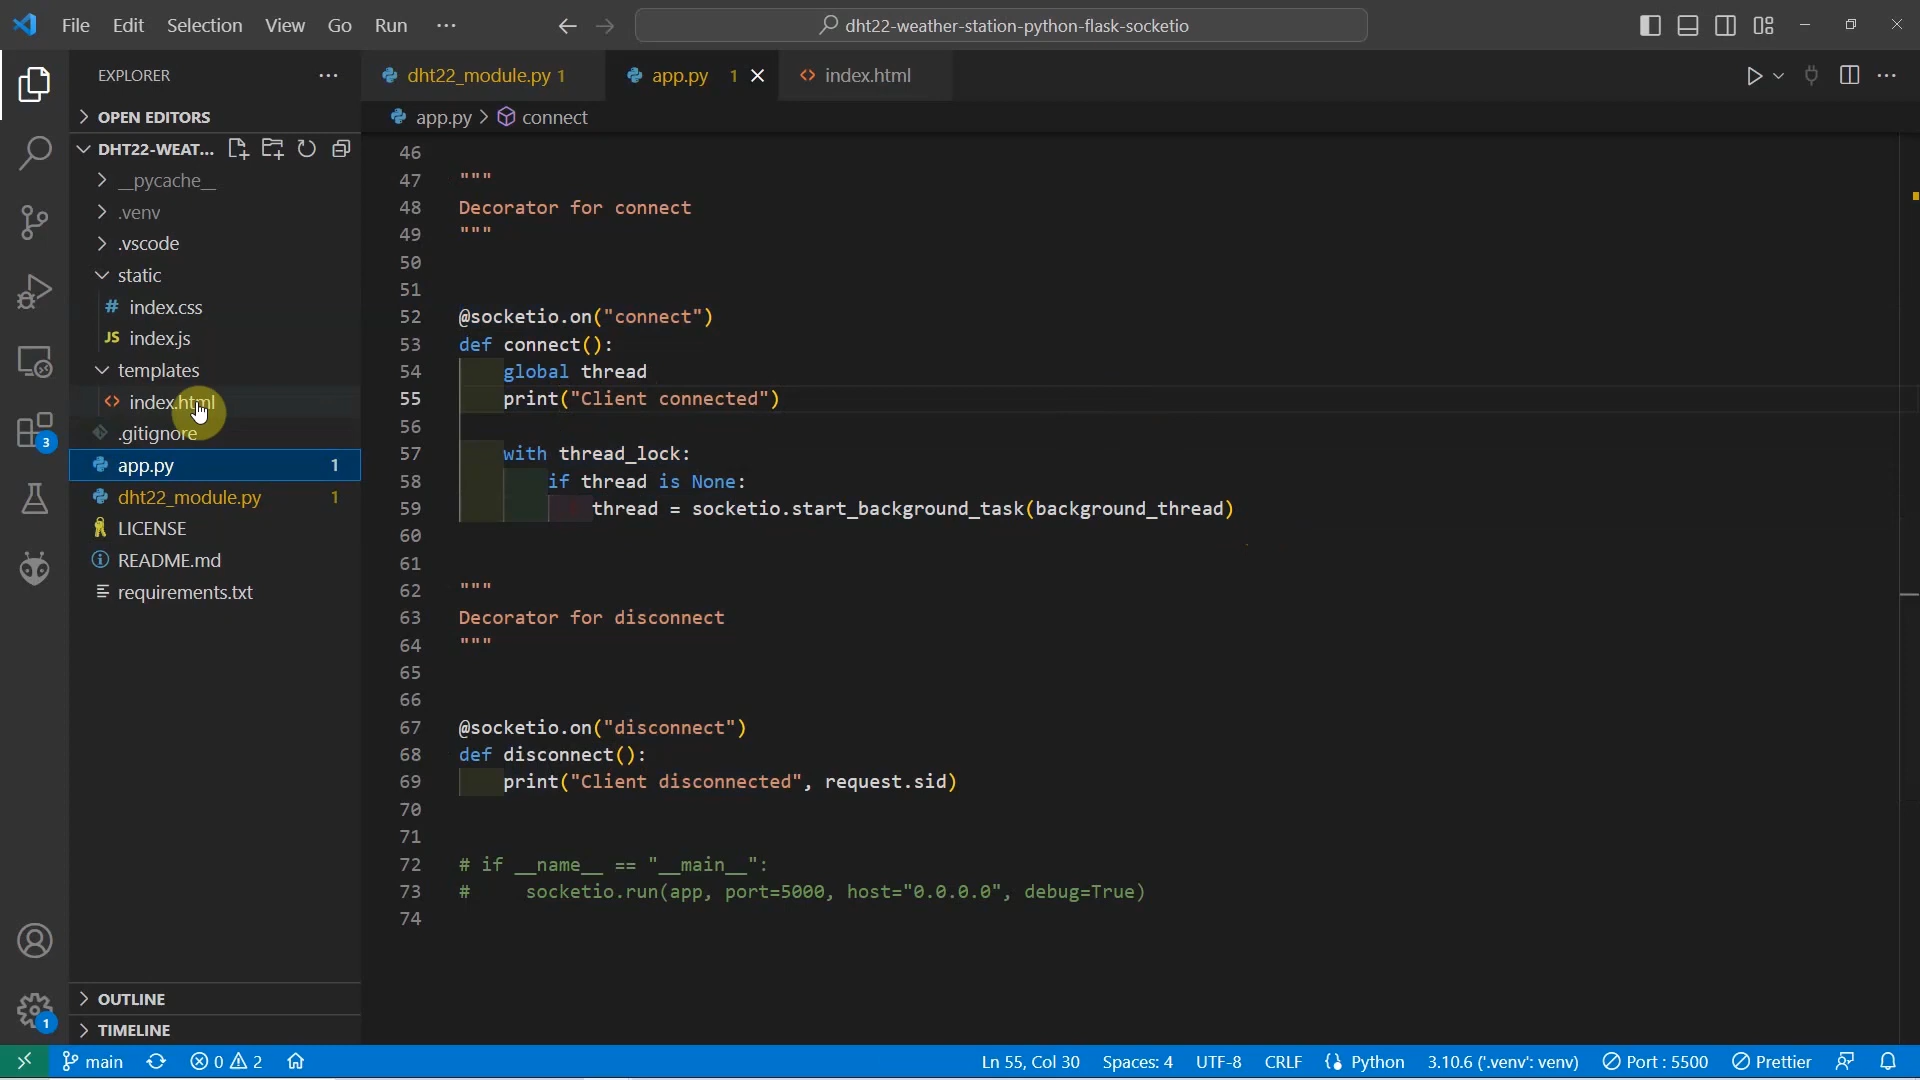 File Edit Selection View Go Run ···
dht22-weather-station-python-flask-socketio
EXPLORER ···
OPEN EDITORS
DHT22-WEAT...
__pycache__
.venv
.vscode
static
# index.css
JS index.js
templates
<> index.html
.gitignore
app.py 1
dht22_module.py 1
LICENSE
README.md
requirements.txt
OUTLINE
TIMELINE
3
1
dht22_module.py 1 app.py 1 <> index.html
app.py > connect
46
47 """
48 Decorator for connect
49 """
50
51
52 @socketio.on("connect")
53 def connect():
54 global thread
55 print("Client connected")
56
57 with thread_lock:
58 if thread is None:
59 thread = socketio.start_background_task(background_thread)
60
61
62 """
63 Decorator for disconnect
64 """
65
66
67 @socketio.on("disconnect")
68 def disconnect():
69 print("Client disconnected", request.sid)
70
71
72 # if __name__ == "__main__":
73 #     socketio.run(app, port=5000, host="0.0.0.0", debug=True)
74
main 0 2 Ln 55, Col 30 Spaces: 4 UTF-8 CRLF Python 3.10.6 ('.venv': venv) Port : 5500 Prettier